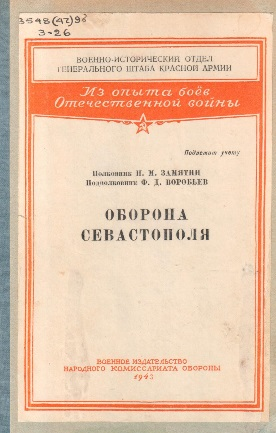 3548(47)9б
З-26
ВОЕННО-ИСТОРИЧЕСКИЙ ОТДЕЛ
ГЕНЕРАЛЬНОГО ШТАБА КРАСНОЙ АРМИИ
Из опыта боёв
Отечественной войны
Подлежит учету
Полковник Н. М. ЗАМЯТИН
Подполковник Ф. Д. ВОРОБЬЕВ
ОБОРОНА
СЕВАСТОПОЛЯ
ВОЕННОЕ ИЗДАТЕЛЬСТВО
НАРОДНОГО КОМИССАРИАТА ОБОРОНЫ
1943